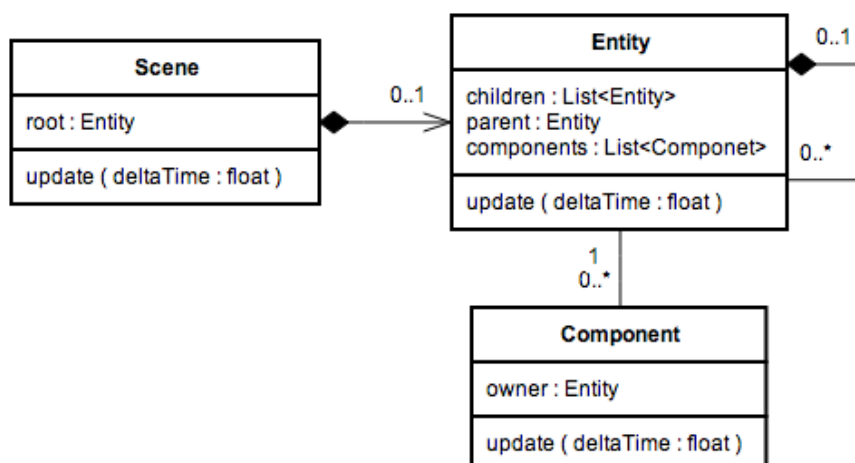 Scene
root : Entity
update ( deltaTime : float )
0..1
Entity
children : List<Entity>
parent : Entity
components : List<Componet>
update ( deltaTime : float )
0..1
0..*
1
0..*
Component
owner : Entity
update ( deltaTime : float )